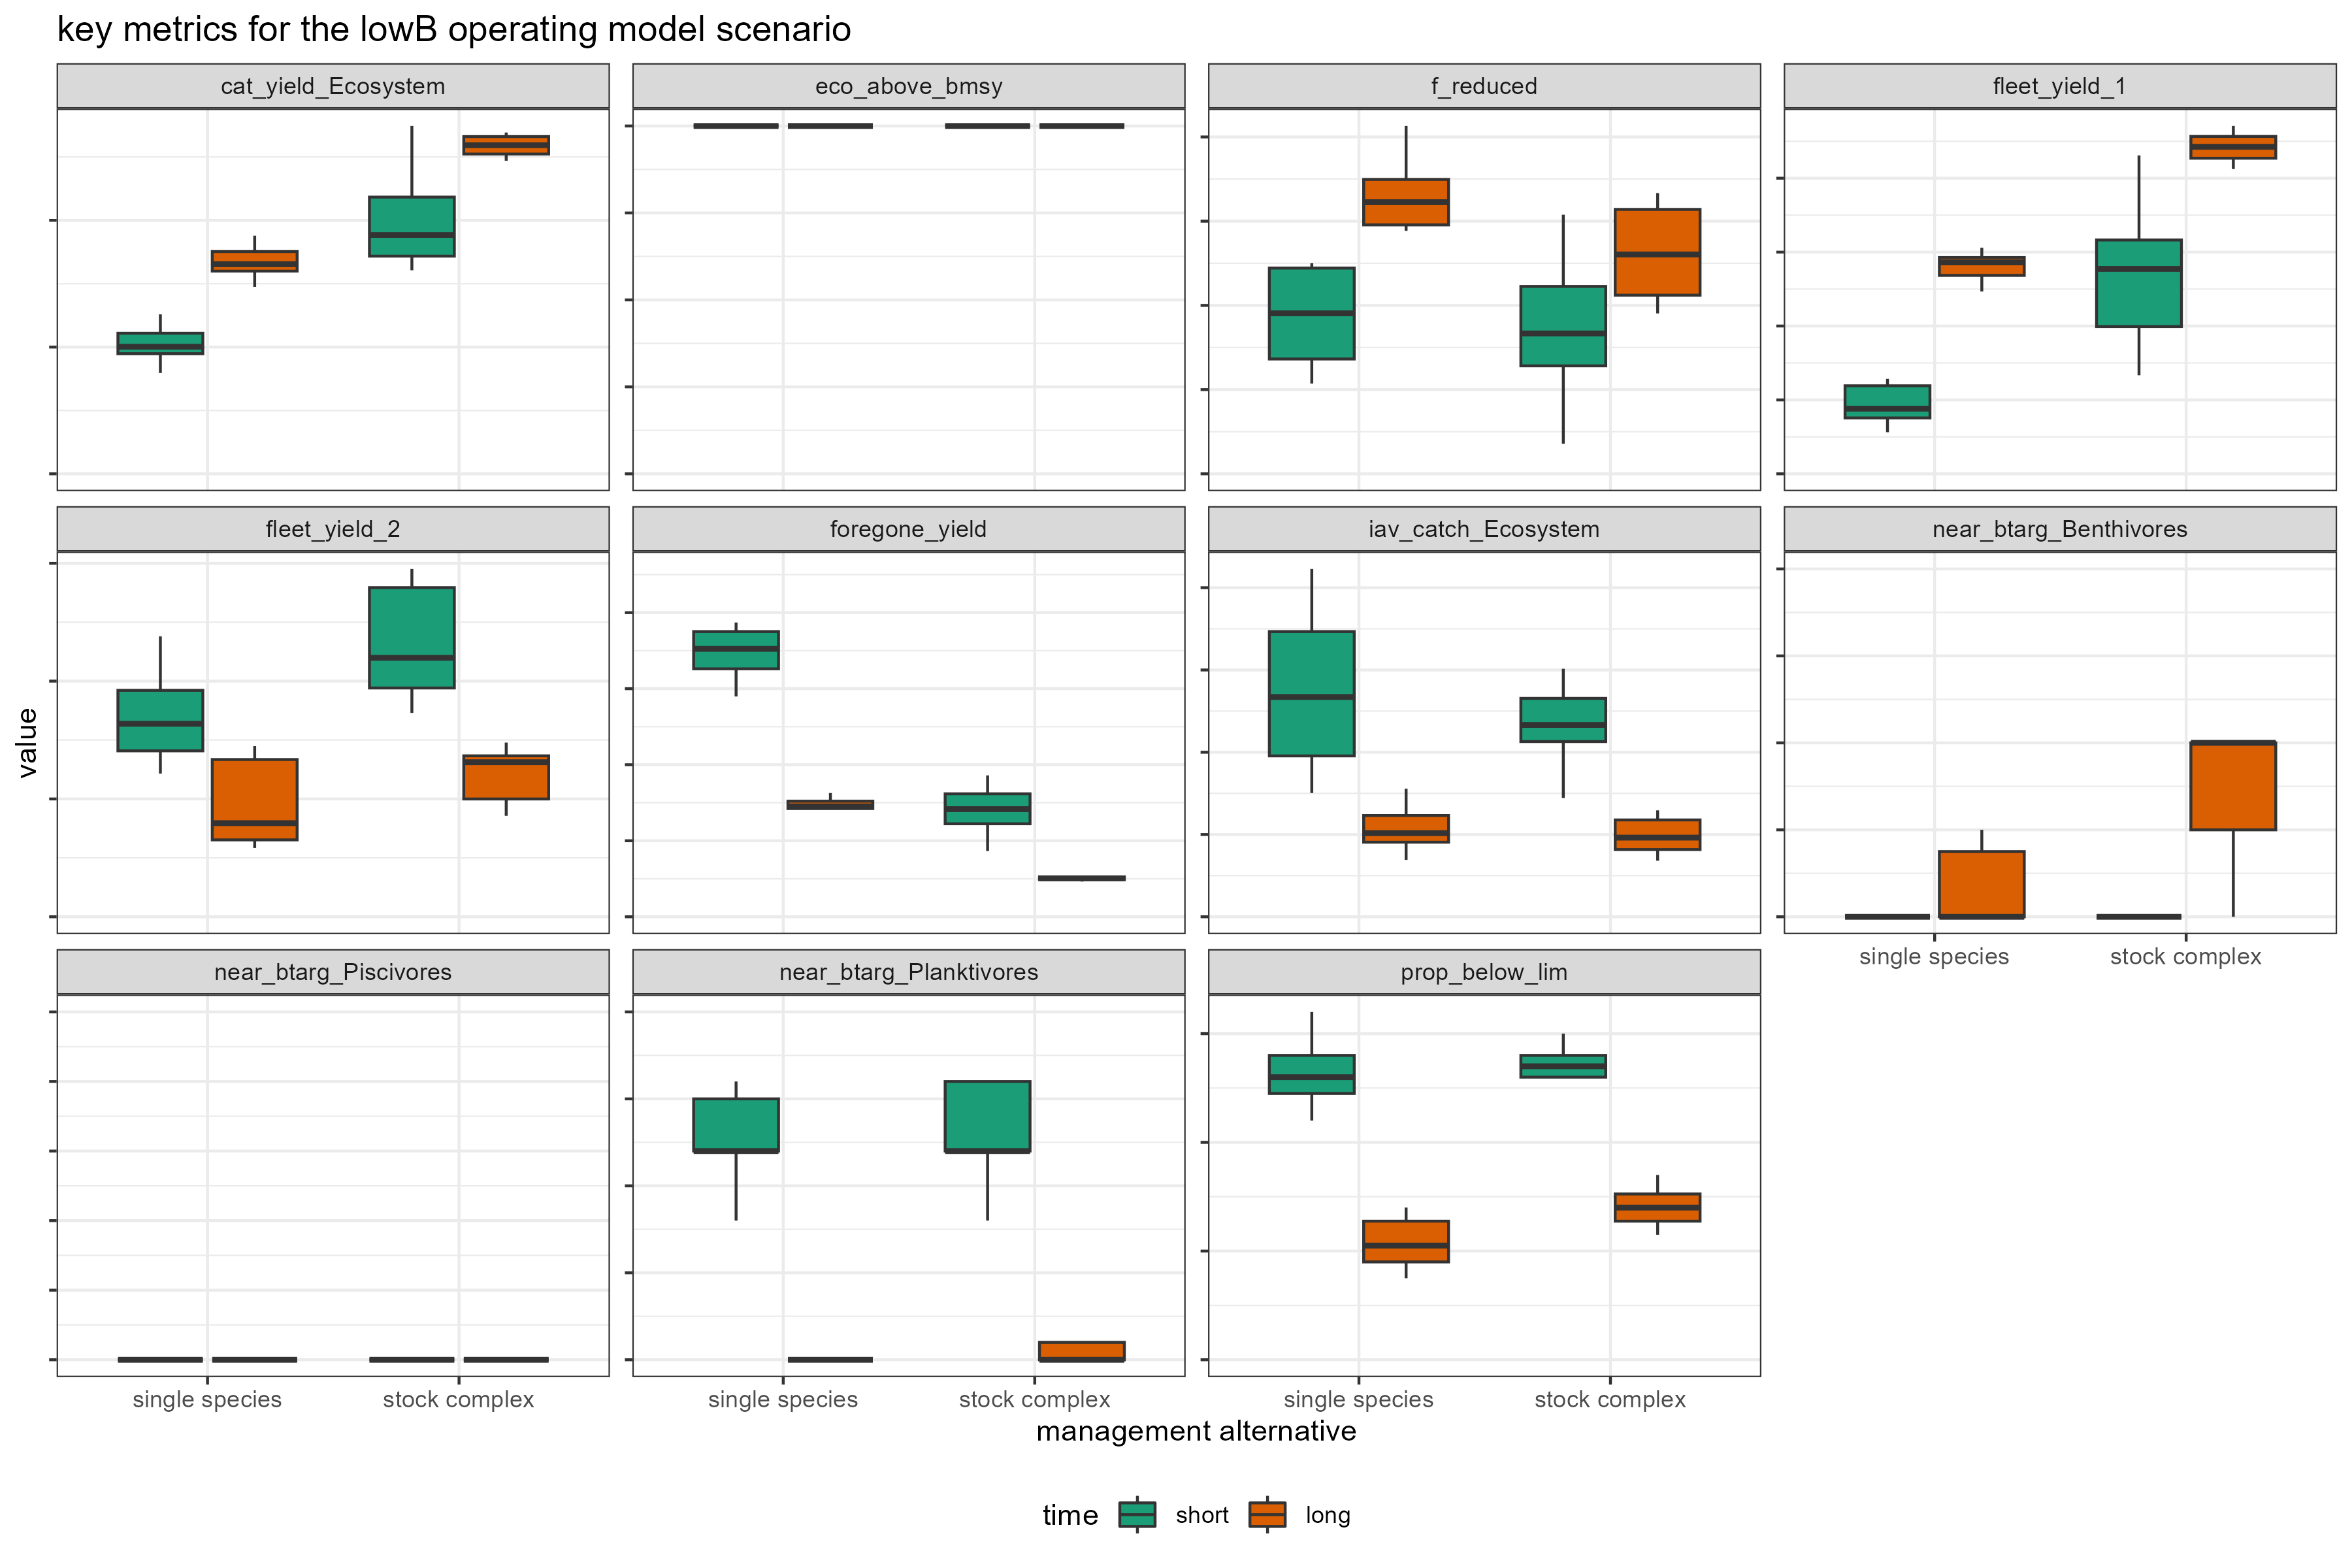 key metrics for the lowB operating model scenario
cat_yield_Ecosystem
eco_above_bmsy
f_reduced
fleet_yield_1
fleet_yield_2
foregone_yield
iav_catch_Ecosystem
near_btarg_Benthivores
value
single species
stock complex
near_btarg_Piscivores
near_btarg_Planktivores
prop_below_lim
single species
stock complex
single species
stock complex
single species
stock complex
management alternative
time short long